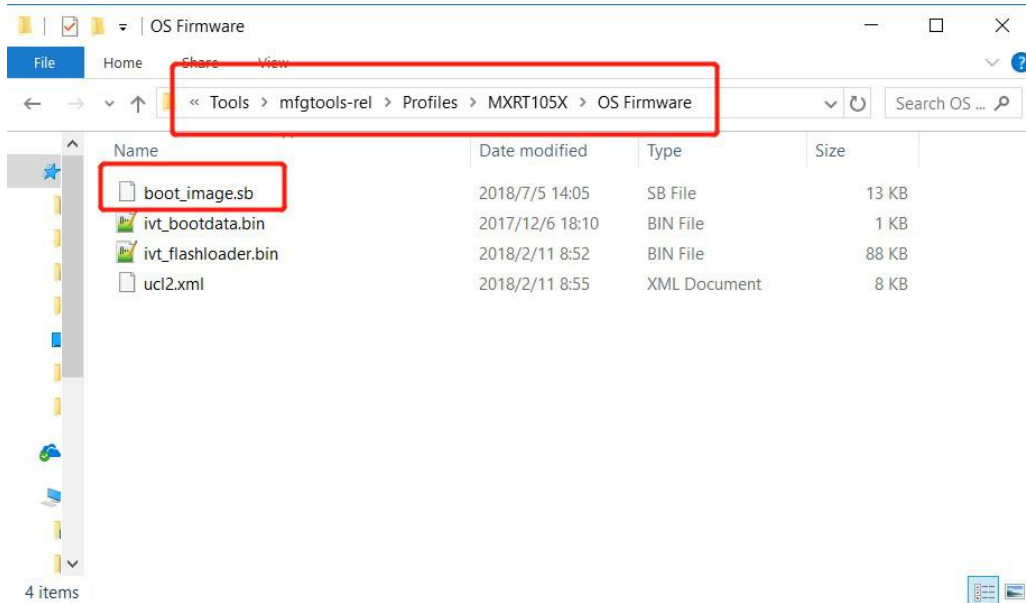 OS Firmware
File Home Share View
« Tools > mfgtools-rel > Profiles > MXRT105X > OS Firmware Search OS ...
Name Date modified Type Size
boot_image.sb 2018/7/5 14:05 SB File 13 KB
ivt_bootdata.bin 2017/12/6 18:10 BIN File 1 KB
ivt_flashloader.bin 2018/2/11 8:52 BIN File 88 KB
ucl2.xml 2018/2/11 8:55 XML Document 8 KB
4 items